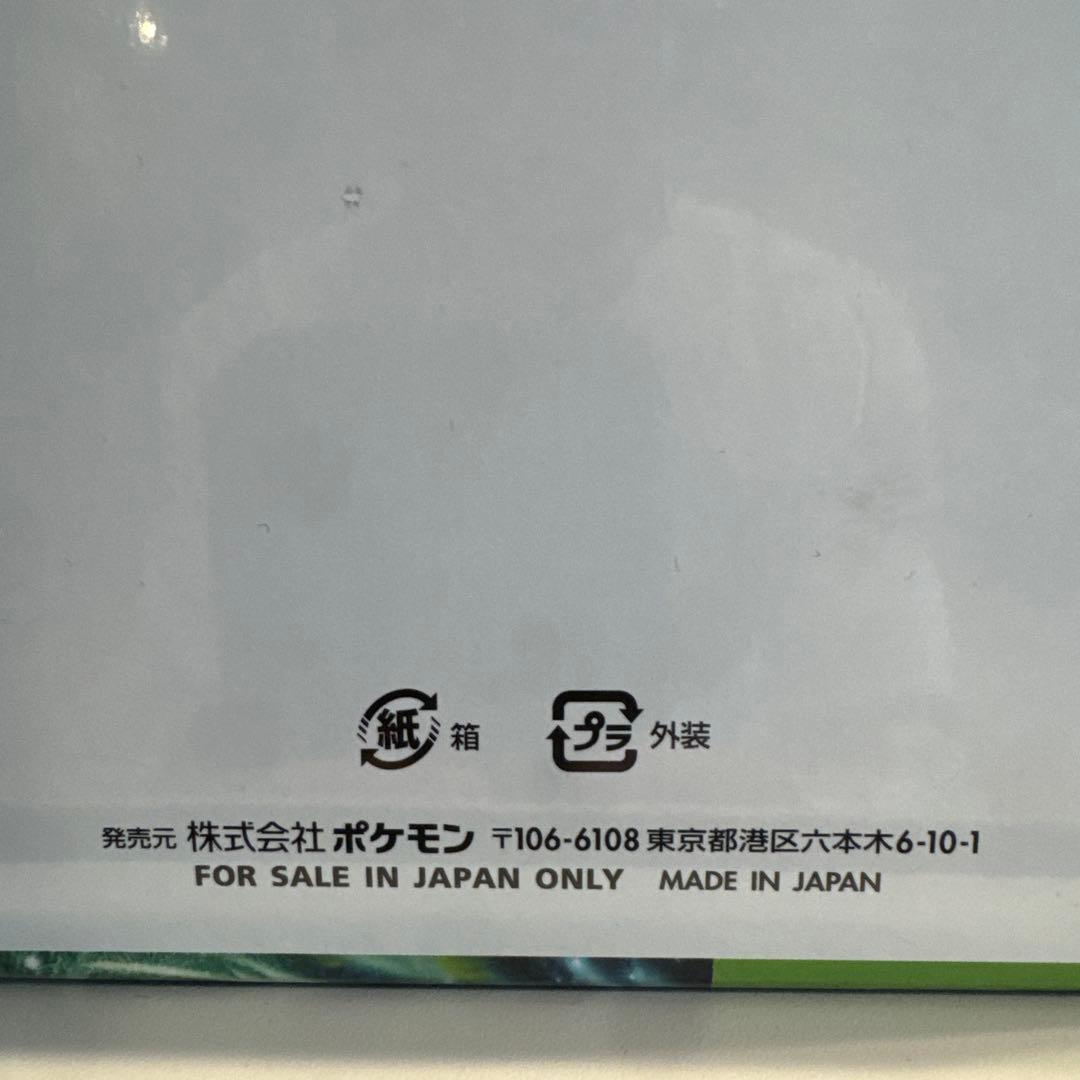 紙 箱 プラ 外装
発売元 株式会社 ポケモン 〒106-6108 東京都港区六本木6-10-1
FOR SALE IN JAPAN ONLY MADE IN JAPAN